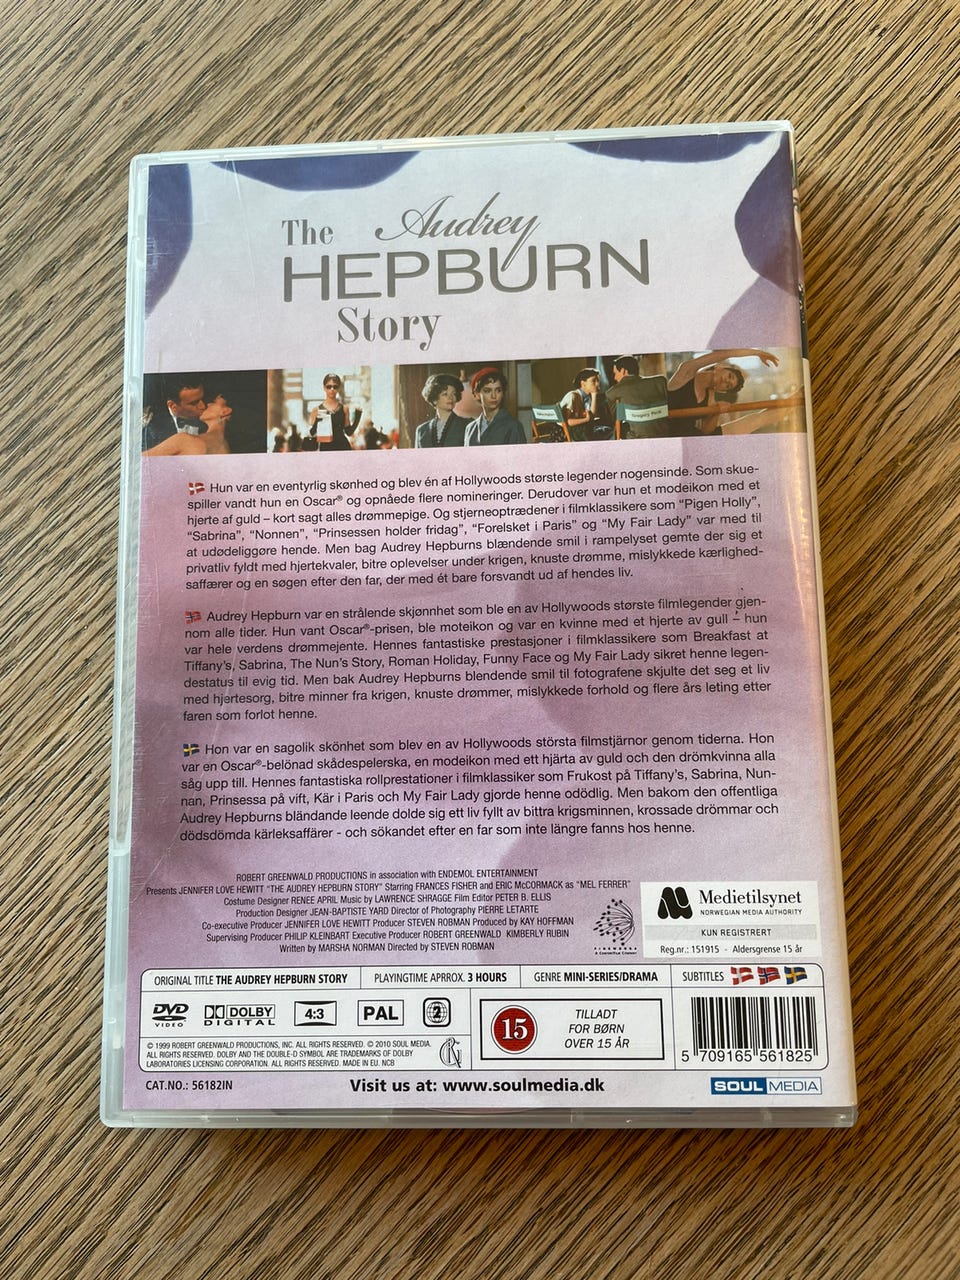 The Audrey
HEPBURN
Story
Gregory Peck
Hun var en eventyrlig skønhed og blev én af Hollywoods største legender nogensinde. Som skue-
spiller vandt hun en Oscar® og opnåede flere nomineringer. Derudover var hun et modeikon med et
hjerte af guld – kort sagt alles drømmepige. Og stjerneoptrædener i filmklassikere som "Pigen Holly",
"Sabrina", "Nonnen", "Prinsessen holder fridag", "Forelsket i Paris" og "My Fair Lady" var med til
at udødeliggøre hende. Men bag Audrey Hepburns blændende smil i rampelyset gemte der sig et
privatliv fyldt med hjertekvaler, bitre oplevelser under krigen, knuste drømme, mislykkede kærlighed-
saffærer og en søgen efter den far, der med ét bare forsvandt ud af hendes liv.
Audrey Hepburn var en strålende skjønnhet som ble en av Hollywoods største filmlegender gjen-
nom alle tider. Hun vant Oscar®-prisen, ble moteikon og var en kvinne med et hjerte av gull – hun
var hele verdens drømmejente. Hennes fantastiske prestasjoner i filmklassikere som Breakfast at
Tiffany's, Sabrina, The Nun's Story, Roman Holiday, Funny Face og My Fair Lady sikret henne legen-
destatus til evig tid. Men bak Audrey Hepburns blendende smil til fotografene skjulte det seg et liv
med hjertesorg, bitre minner fra krigen, knuste drømmer, mislykkede forhold og flere års leting etter
faren som forlot henne.
Hon var en sagolik skönhet som blev en av Hollywoods största filmstjärnor genom tiderna. Hon
var en Oscar®-belönad skådespelerska, en modeikon med ett hjärta av guld och den drömkvinna alla
såg upp till. Hennes fantastiska rollprestationer i filmklassiker som Frukost på Tiffany's, Sabrina, Nun-
nan, Prinsessa på vift, Kär i Paris och My Fair Lady gjorde henne odödlig. Men bakom den offentliga
Audrey Hepburns bländande leende dolde sig ett liv fyllt av bittra krigsminnen, krossade drömmar och
dödsdömda kärleksaffärer - och sökandet efter en far som inte längre fanns hos henne.
ROBERT GREENWALD PRODUCTIONS in association with ENDEMOL ENTERTAINMENT
Presents JENNIFER LOVE HEWITT "THE AUDREY HEPBURN STORY" Starring FRANCES FISHER and ERIC McCORMACK as "MEL FERRER"
Costume Designer RENEE APRIL Music by LAWRENCE SHRAGGE Film Editor PETER B. ELLIS
Production Designer JEAN-BAPTISTE YARD Director of Photography PIERRE LETARTE
Co-executive Producer JENNIFER LOVE HEWITT Producer STEVEN ROBMAN Produced by KAY HOFFMAN
Supervising Producer PHILIP KLEINBART Executive Producer ROBERT GREENWALD KIMBERLY RUBIN
Written by MARSHA NORMAN Directed by STEVEN ROBMAN
Medietilsynet
NORWEGIAN MEDIA AUTHORITY
KUN REGISTRERT
Reg.nr.: 151915 - Aldersgrense 15 år
ORIGINAL TITLE THE AUDREY HEPBURN STORY
PLAYINGTIME APPROX. 3 HOURS
GENRE MINI-SERIES/DRAMA
SUBTITLES
DVD
VIDEO
DOLBY
DIGITAL
4:3
PAL
2
15
TILLADT
FOR BØRN
OVER 15 ÅR
© 1999 ROBERT GREENWALD PRODUCTIONS, INC. ALL RIGHTS RESERVED. © 2010 SOUL MEDIA.
ALL RIGHTS RESERVED. DOLBY AND THE DOUBLE-D SYMBOL ARE TRADEMARKS OF DOLBY
LABORATORIES LICENSING CORPORATION. ALL RIGHTS RESERVED. MADE IN EU. NCB
5 709165 561825
CAT.NO.: 56182IN
Visit us at: www.soulmedia.dk
SOUL MEDIA